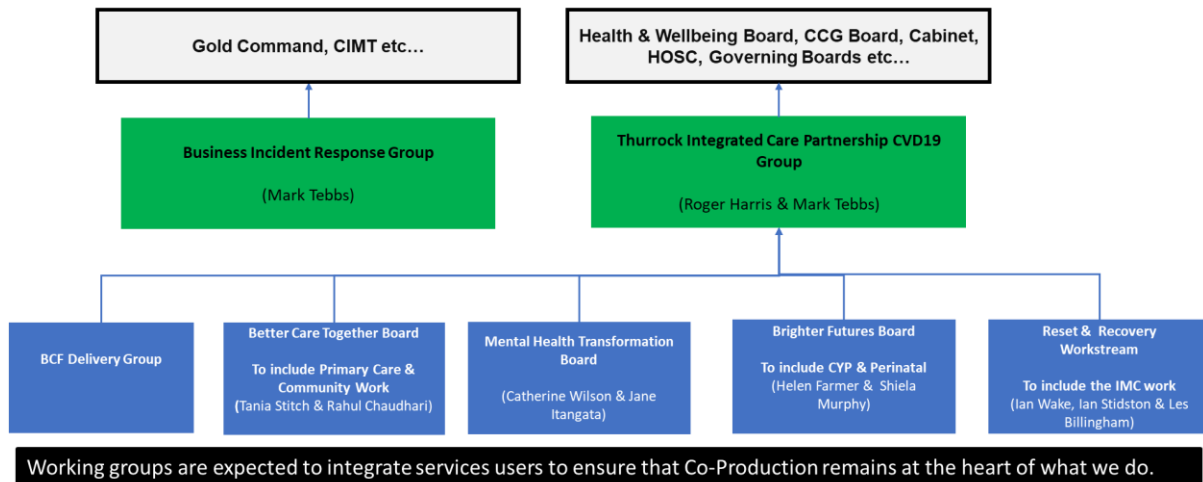 Gold Command, CIMT etc…
Health & Wellbeing Board, CCG Board, Cabinet,
HOSC, Governing Boards etc…
Business Incident Response Group
(Mark Tebbs)
Thurrock Integrated Care Partnership CVD19
Group
(Roger Harris & Mark Tebbs)
BCF Delivery Group
Better Care Together Board
To include Primary Care &
Community Work
(Tania Stitch & Rahul Chaudhari)
Mental Health Transformation
Board
(Catherine Wilson & Jane
Itangata)
Brighter Futures Board
To include CYP & Perinatal
(Helen Farmer & Shiela
Murphy)
Reset & Recovery
Workstream
To include the IMC work
(Ian Wake, Ian Stidston & Les
Billingham)
Working groups are expected to integrate services users to ensure that Co-Production remains at the heart of what we do.